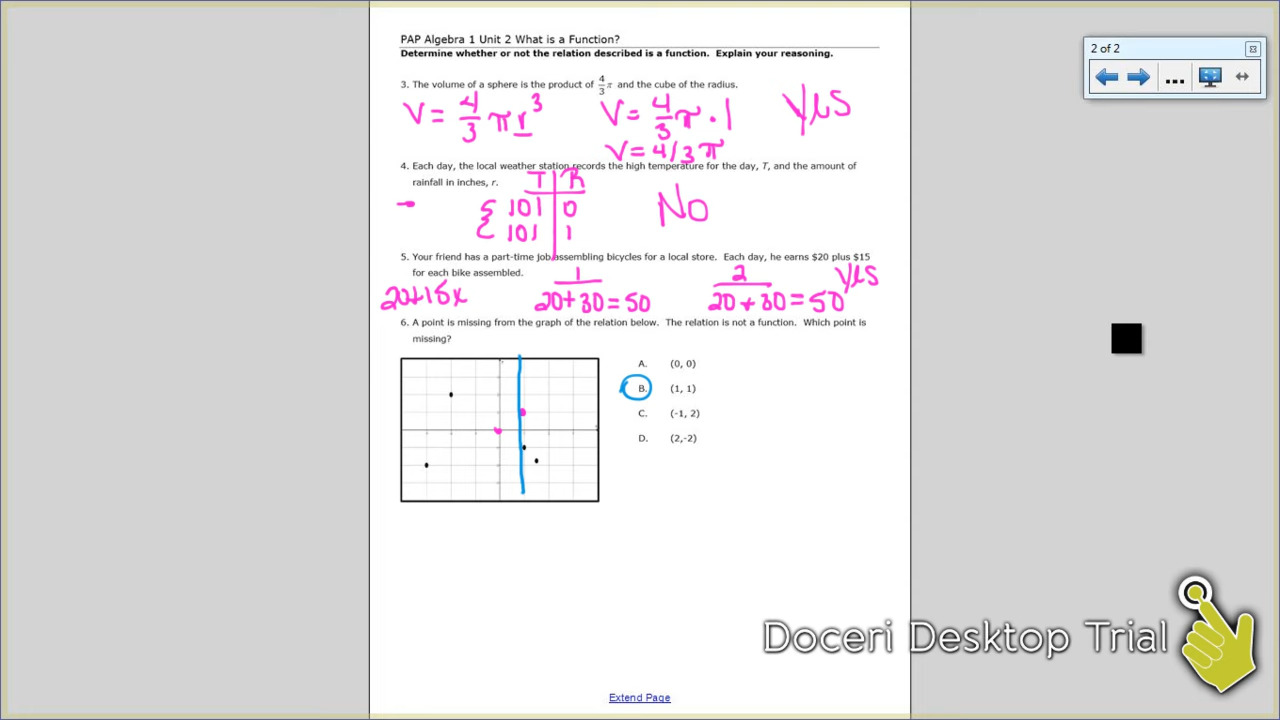 2 of 2
PAP Algebra 1 Unit 2 What is a Function?
Determine whether or not the relation described is a function. Explain your reasoning.
3. The volume of a sphere is the product of 4/3 π and the cube of the radius.
V = 4/3 π r³ V = 4/3 π · 1 YES
V = 4/3 π
4. Each day, the local weather station records the high temperature for the day, T, and the amount of
rainfall in inches, r.
T R
101 0 NO
101 1
5. Your friend has a part-time job assembling bicycles for a local store. Each day, he earns $20 plus $15
for each bike assembled. 1 2 YES
20+15x 20+30=50 20+30=50
6. A point is missing from the graph of the relation below. The relation is not a function. Which point is
missing?
A. (0, 0)
B. (1, 1)
C. (-1, 2)
D. (2,-2)
Doceri Desktop Trial
Extend Page